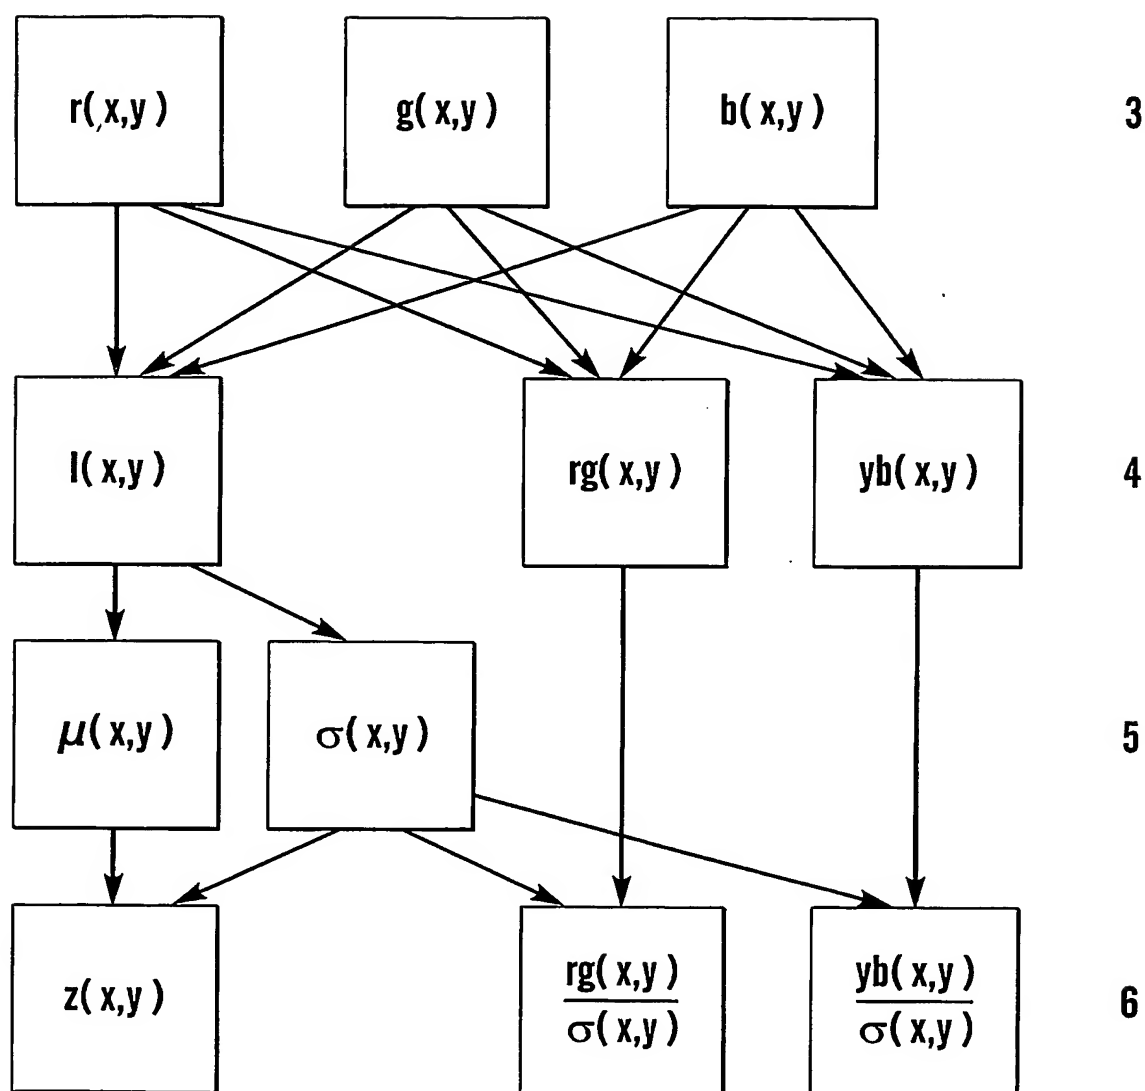 r(x,y) g(x,y) b(x,y) 3
l(x,y) rg(x,y) yb(x,y) 4
μ(x,y) σ(x,y) 5
z(x,y) rg(x,y) yb(x,y) 6
σ(x,y) σ(x,y)